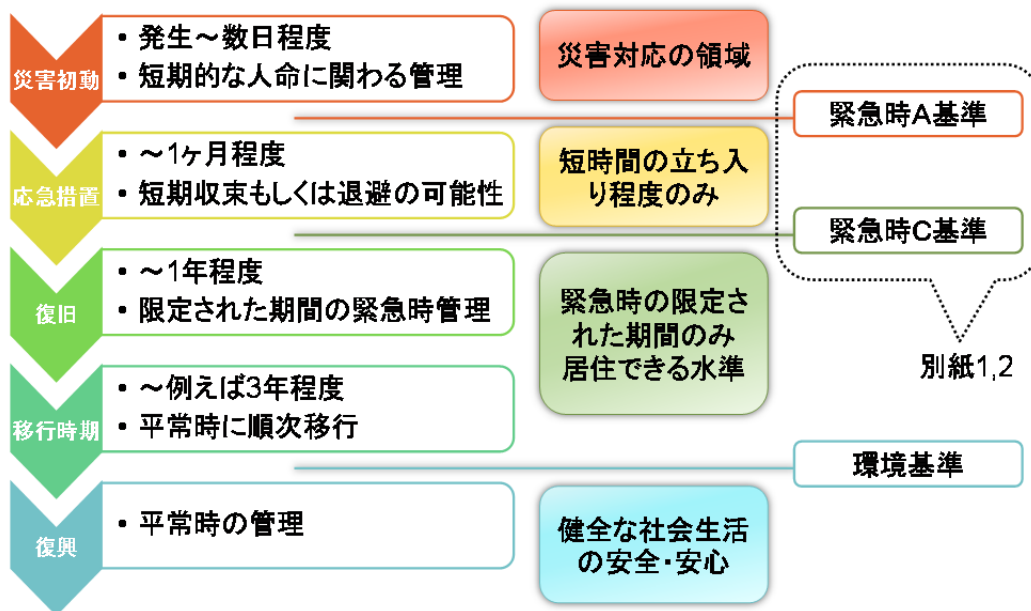 災害初動
・発生～数日程度
・短期的な人命に関わる管理
災害対応の領域
緊急時A基準
応急措置
・～1ヶ月程度
・短期収束もしくは退避の可能性
短時間の立ち入
り程度のみ
緊急時C基準
復旧
・～1年程度
・限定された期間の緊急時管理
緊急時の限定さ
れた期間のみ
居住できる水準
別紙1,2
移行時期
・～例えば3年程度
・平常時に順次移行
環境基準
復興
・平常時の管理
健全な社会生活
の安全・安心